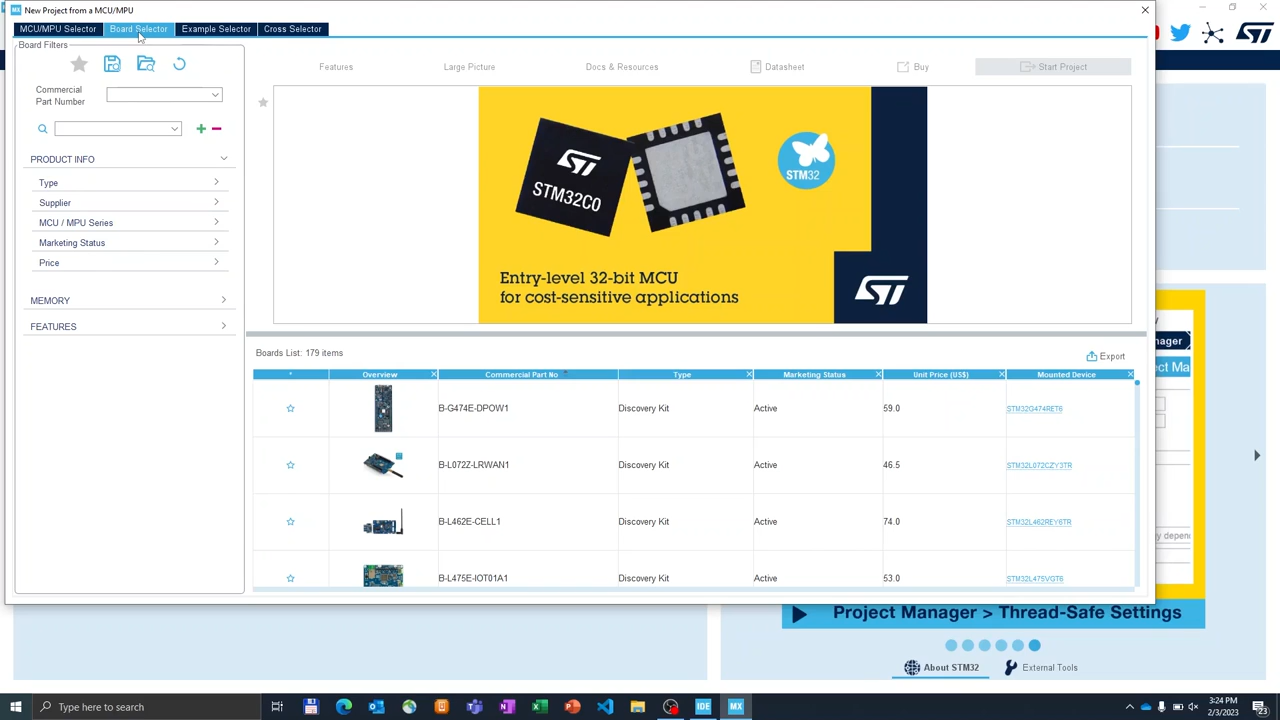 New Project from a MCU/MPU
MCU/MPU Selector
Board Selector
Example Selector
Cross Selector
Board Filters
Commercial
Part Number
PRODUCT INFO
Type
Supplier
MCU / MPU Series
Marketing Status
Price
MEMORY
FEATURES
Features
Large Picture
Docs & Resources
Datasheet
Buy
Start Project
STM32C0
STM32
Entry-level 32-bit MCU
for cost-sensitive applications
Boards List: 179 items
Export
* Overview Commercial Part No Type Marketing Status Unit Price (US$) Mounted Device
B-G474E-DPOW1 Discovery Kit Active 59.0 STM32G474RET6
B-L072Z-LRWAN1 Discovery Kit Active 46.5 STM32L072CZY3TR
B-L462E-CELL1 Discovery Kit Active 74.0 STM32L462REY6TR
B-L475E-IOT01A1 Discovery Kit Active 53.0 STM32L475VGT6
Project Manager > Thread-Safe Settings
About STM32
External Tools
MX
Type here to search
IDE
MX
3:24 PM
2/3/2023
23